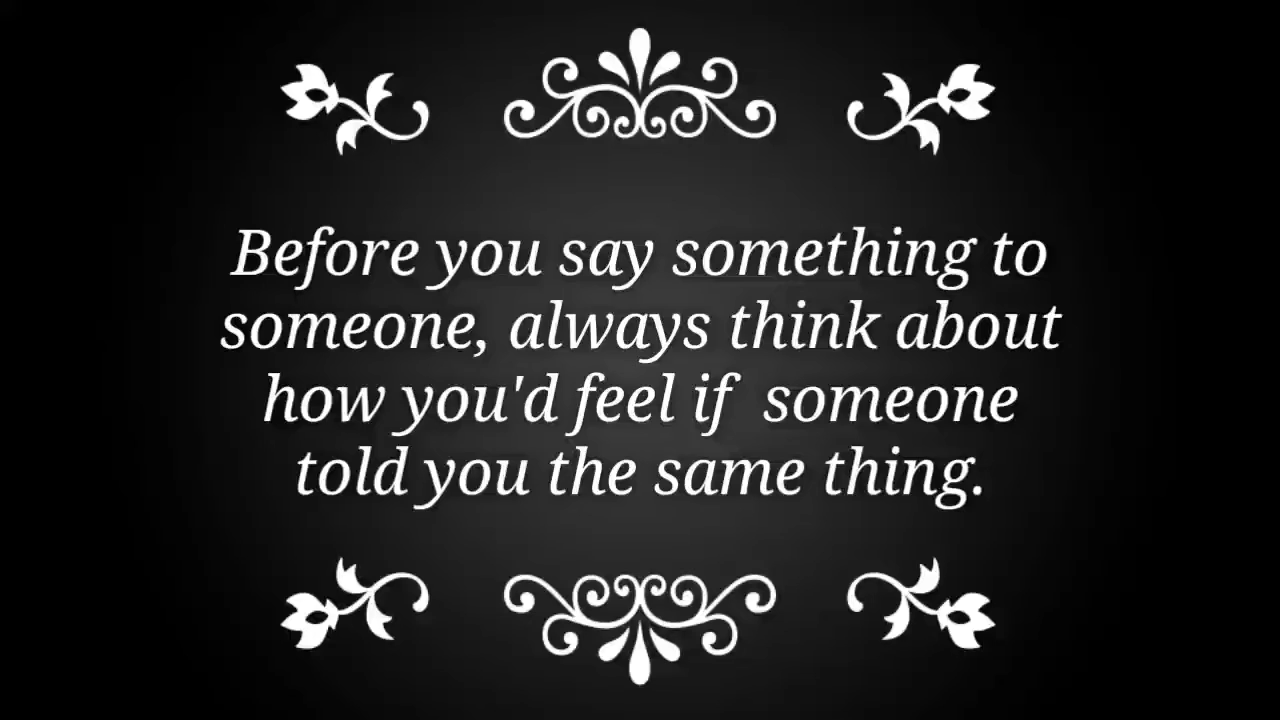 Before you say something to
someone, always think about
how you'd feel if  someone
told you the same thing.